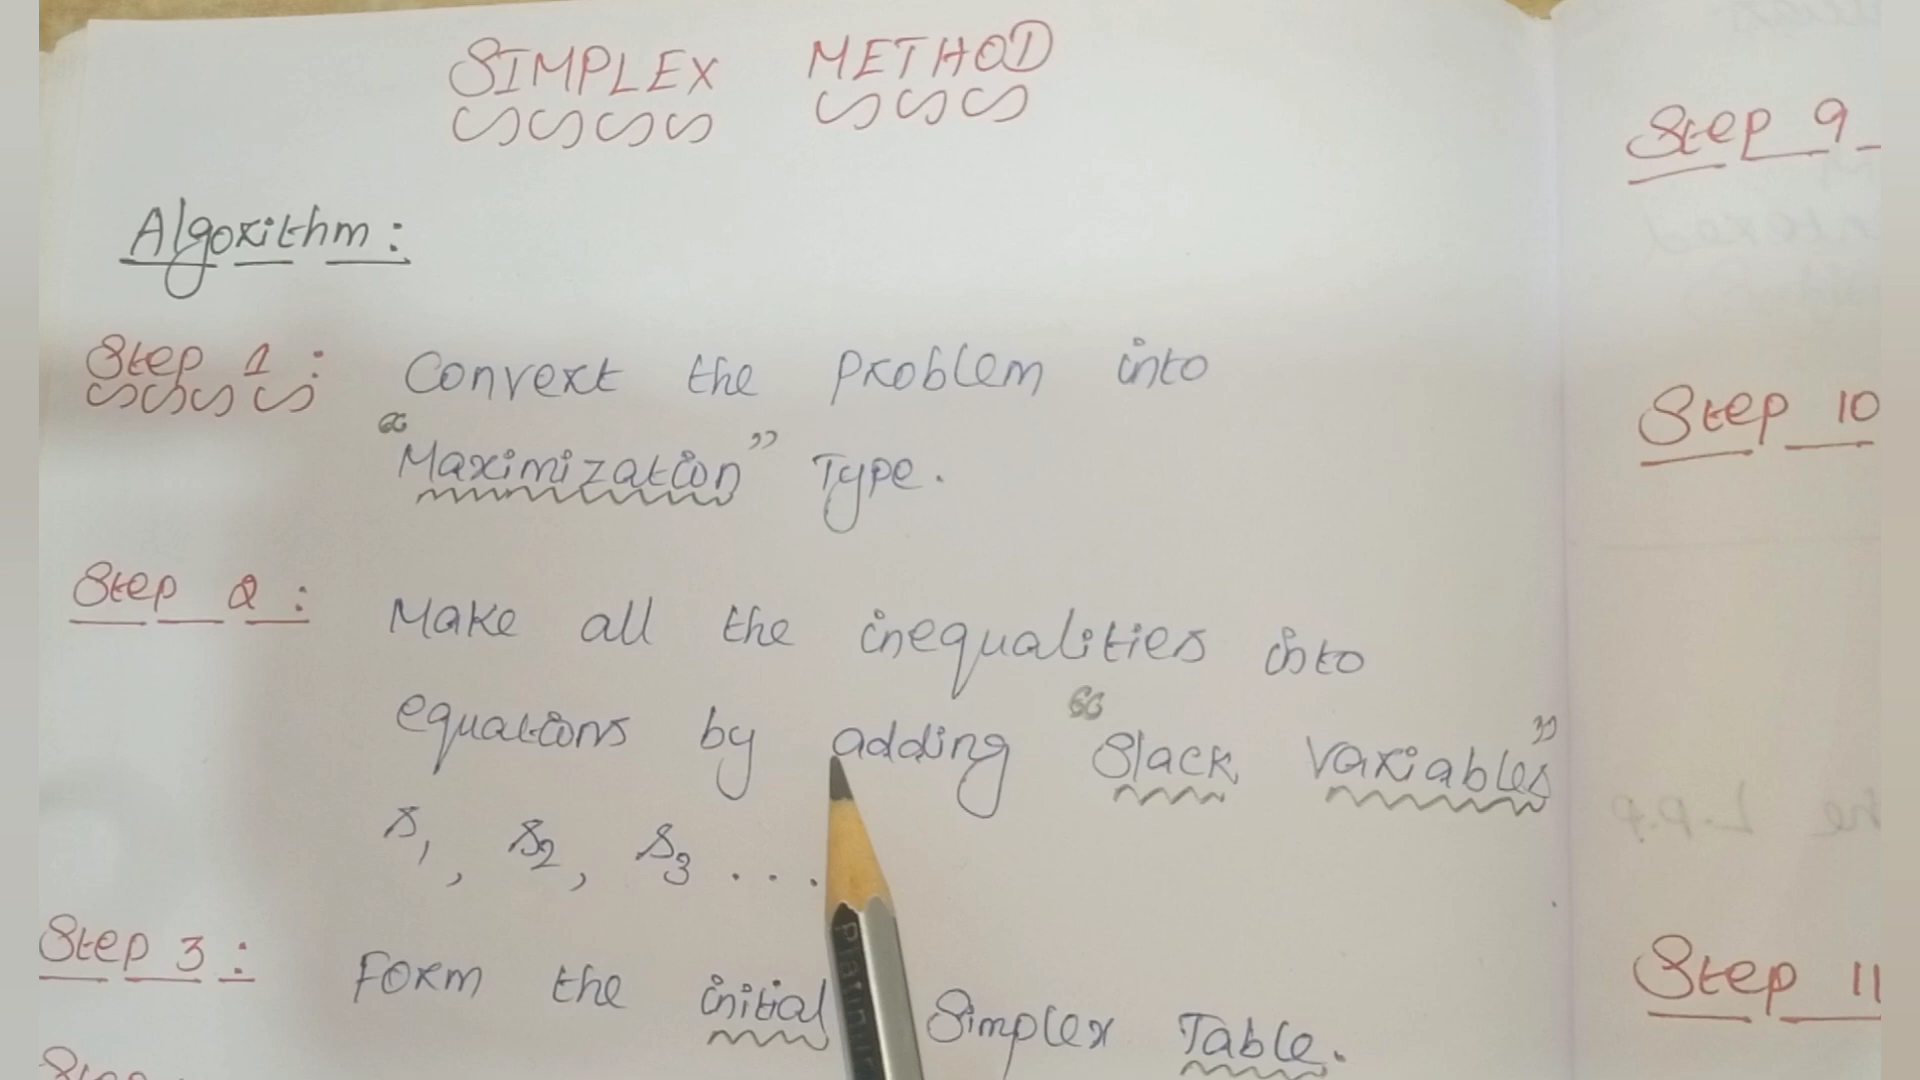 SIMPLEX METHOD
Algorithm :
Step 1 : Convert the problem into
"Maximization" Type.
Step 2 : Make all the inequalities into
equations by adding "Slack variables"
s1, s2, s3 ....
Step 3 : Form the initial Simplex Table.
Step 9
Step 10
Step 11
Platinum